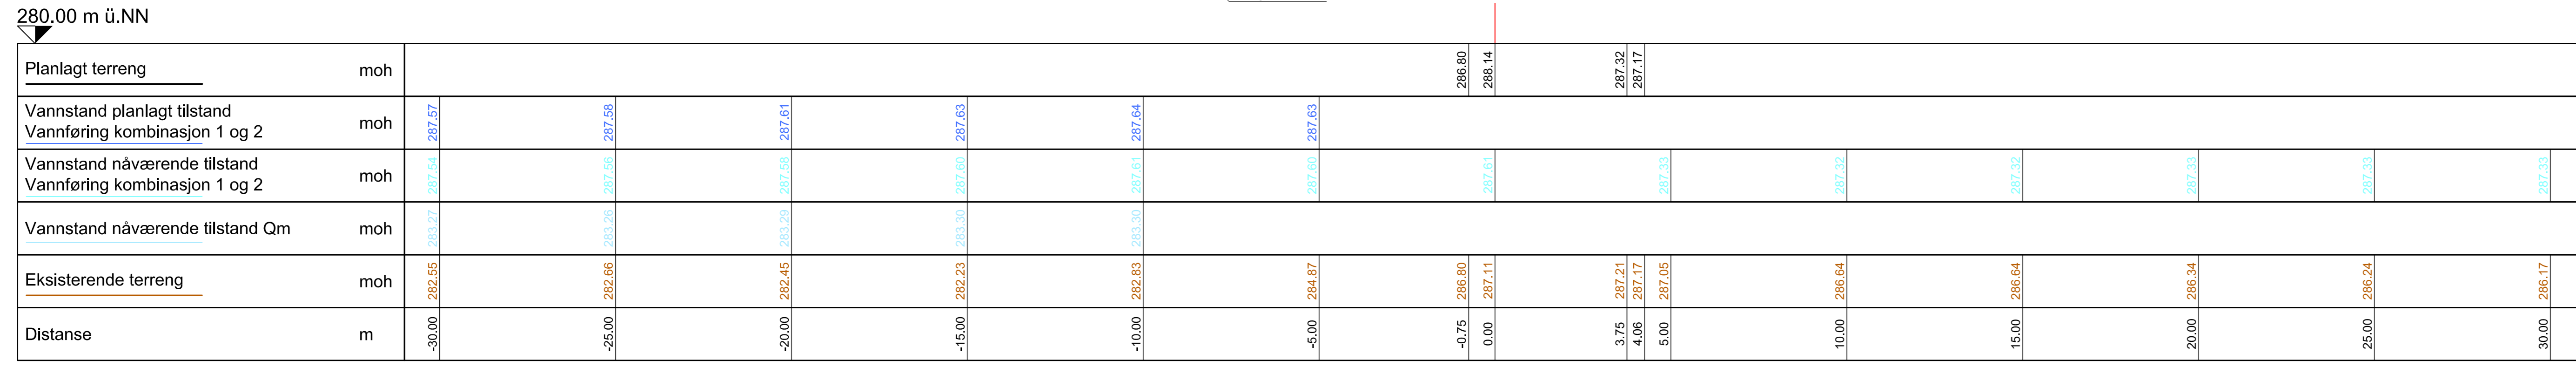 280.00 m ü.NN
Planlagt terreng moh 286.80 288.14 287.32 287.17
Vannstand planlagt tilstand
Vannføring kombinasjon 1 og 2 moh 287.57 287.58 287.61 287.63 287.64 287.63
Vannstand nåværende tilstand
Vannføring kombinasjon 1 og 2 moh 287.54 287.56 287.58 287.60 287.61 287.60 287.61 287.33 287.32 287.32 287.33 287.33 287.33
Vannstand nåværende tilstand Qm moh 283.27 283.26 283.29 283.30 283.30
Eksisterende terreng moh 282.55 282.66 282.45 282.23 282.83 284.87 286.80 287.11 287.21 287.17 287.05 286.64 286.64 286.34 286.24 286.17
Distanse m -30.00 -25.00 -20.00 -15.00 -10.00 -5.00 -0.75 0.00 3.75 4.06 5.00 10.00 15.00 20.00 25.00 30.00